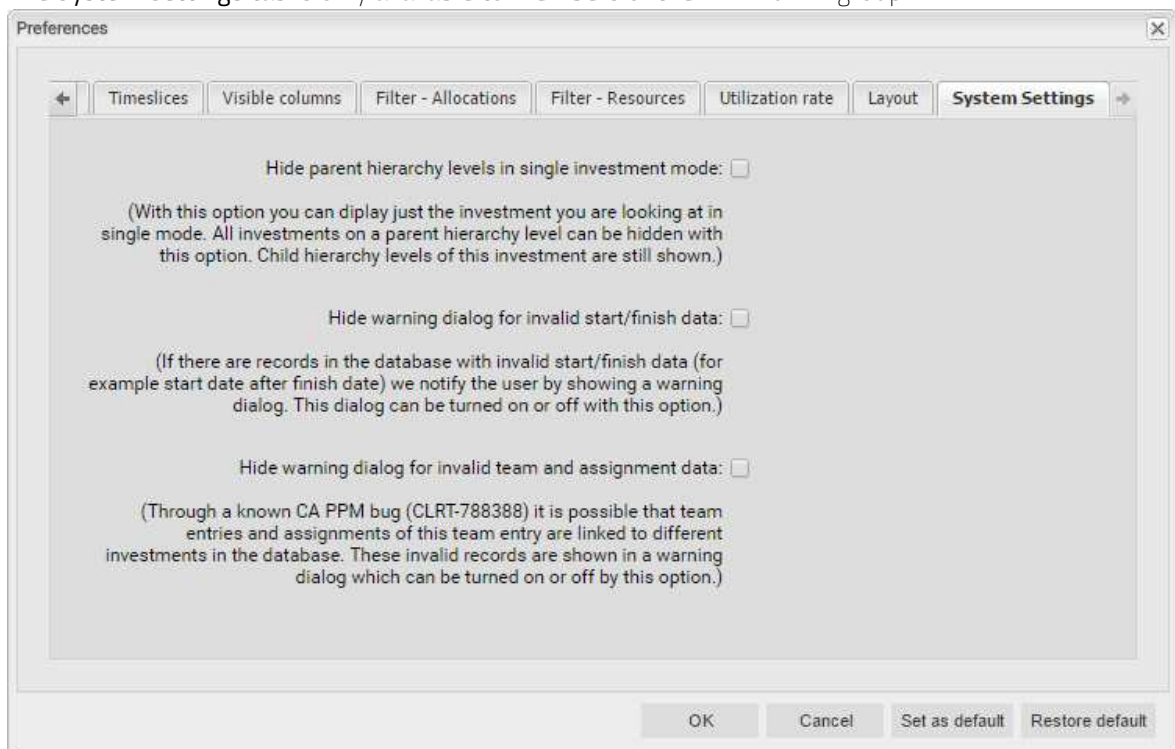 Preferences
Timeslices Visible columns Filter - Allocations Filter - Resources Utilization rate Layout System Settings
Hide parent hierarchy levels in single investment mode:
(With this option you can diplay just the investment you are looking at in
single mode. All investments on a parent hierarchy level can be hidden with
this option. Child hierarchy levels of this investment are still shown.)
Hide warning dialog for invalid start/finish data:
(If there are records in the database with invalid start/finish data (for
example start date after finish date) we notify the user by showing a warning
dialog. This dialog can be turned on or off with this option.)
Hide warning dialog for invalid team and assignment data:
(Through a known CA PPM bug (CLRT-788388) it is possible that team
entries and assignments of this team entry are linked to different
investments in the database. These invalid records are shown in a warning
dialog which can be turned on or off by this option.)
OK Cancel Set as default Restore default